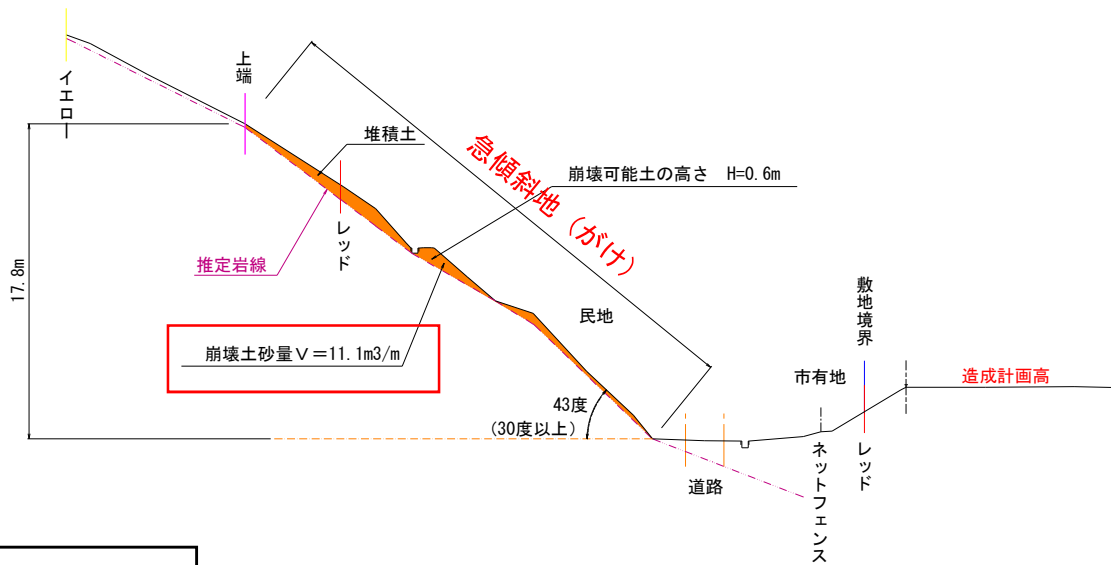 イエロー
上端
堆積土
急傾斜地（がけ）
崩壊可能土の高さ H=0.6m
レッド
推定岩線
17.8m
民地
敷地境界
崩壊土砂量V＝11.1m3/m
市有地
造成計画高
43度
（30度以上）
道路
ネットフェンス
レッド